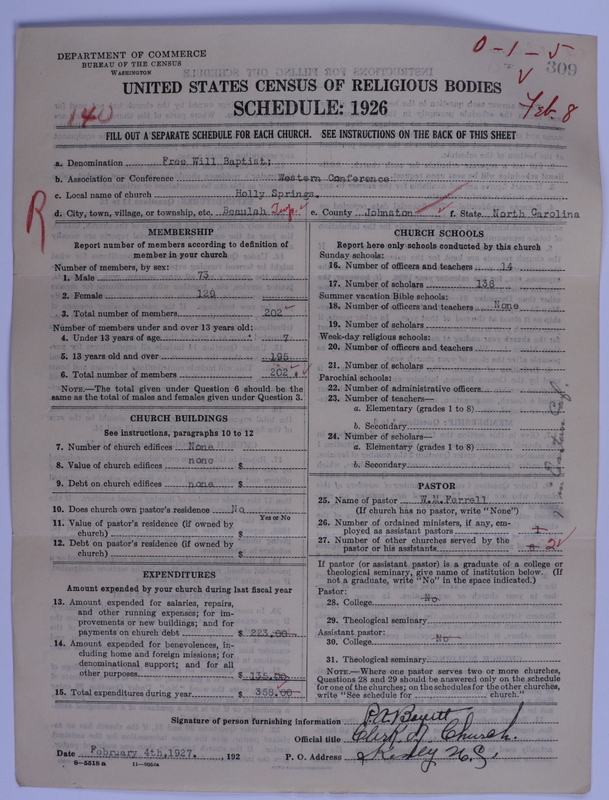 DEPARTMENT OF COMMERCE
BUREAU OF THE CENSUS
WASHINGTON
0-1-5
309
UNITED STATES CENSUS OF RELIGIOUS BODIES
SCHEDULE: 1926
140
Feb 8
FILL OUT A SEPARATE SCHEDULE FOR EACH CHURCH. SEE INSTRUCTIONS ON THE BACK OF THIS SHEET
a. Denomination Free Will Baptist;
b. Association or Conference Western Conference
c. Local name of church Holly Springs.
R
d. City, town, village, or township, etc. Beulah Twp. e. County Johnston f. State North Carolina
MEMBERSHIP
Report number of members according to definition of
member in your church
Number of members, by sex:
1. Male 73
2. Female 129
3. Total number of members 202
Number of members under and over 13 years old:
4. Under 13 years of age 7
5. 13 years old and over 195
6. Total number of members 202
NOTE.—The total given under Question 6 should be the
same as the total of males and females given under Question 3.
CHURCH BUILDINGS
See instructions, paragraphs 10 to 12
7. Number of church edifices None
8. Value of church edifices none $
9. Debt on church edifices none $
10. Does church own pastor's residence No
Yes or No
11. Value of pastor's residence (if owned by
church) $
12. Debt on pastor's residence (if owned by
church) $
EXPENDITURES
Amount expended by your church during last fiscal year
13. Amount expended for salaries, repairs,
and other running expenses; for im-
provements or new buildings; and for
payments on church debt $ 223.00
14. Amount expended for benevolences, in-
cluding home and foreign missions; for
denominational support; and for all
other purposes $ 135.00
15. Total expenditures during year $ 358.00
CHURCH SCHOOLS
Report here only schools conducted by this church
Sunday schools:
16. Number of officers and teachers 14
17. Number of scholars 136
Summer vacation Bible schools:
18. Number of officers and teachers None
19. Number of scholars
Week-day religious schools:
20. Number of officers and teachers
21. Number of scholars
Parochial schools:
22. Number of administrative officers
23. Number of teachers—
a. Elementary (grades 1 to 8)
b. Secondary
24. Number of scholars—
a. Elementary (grades 1 to 8)
b. Secondary
PASTOR
25. Name of pastor W.M.Ferrell
(If church has no pastor, write "None")
26. Number of ordained ministers, if any, em-
ployed as assistant pastors 1.
27. Number of other churches served by the
pastor or his assistants 2
If pastor (or assistant pastor) is a graduate of a college or
theological seminary, give name of institution below. (If
not a graduate, write "No" in the space indicated.)
Pastor:
28. College No
29. Theological seminary
Assistant pastor:
30. College No
31. Theological seminary
NOTE.—Where one pastor serves two or more churches,
Questions 28 and 29 should be answered only on the schedule
for one of the churches; on the schedules for the other churches,
write "See schedule for church."
Signature of person furnishing information
Official title Clerk of Church.
Date February 4th,1927. , 192 P. O. Address Kenly N.C.
8-5518 a